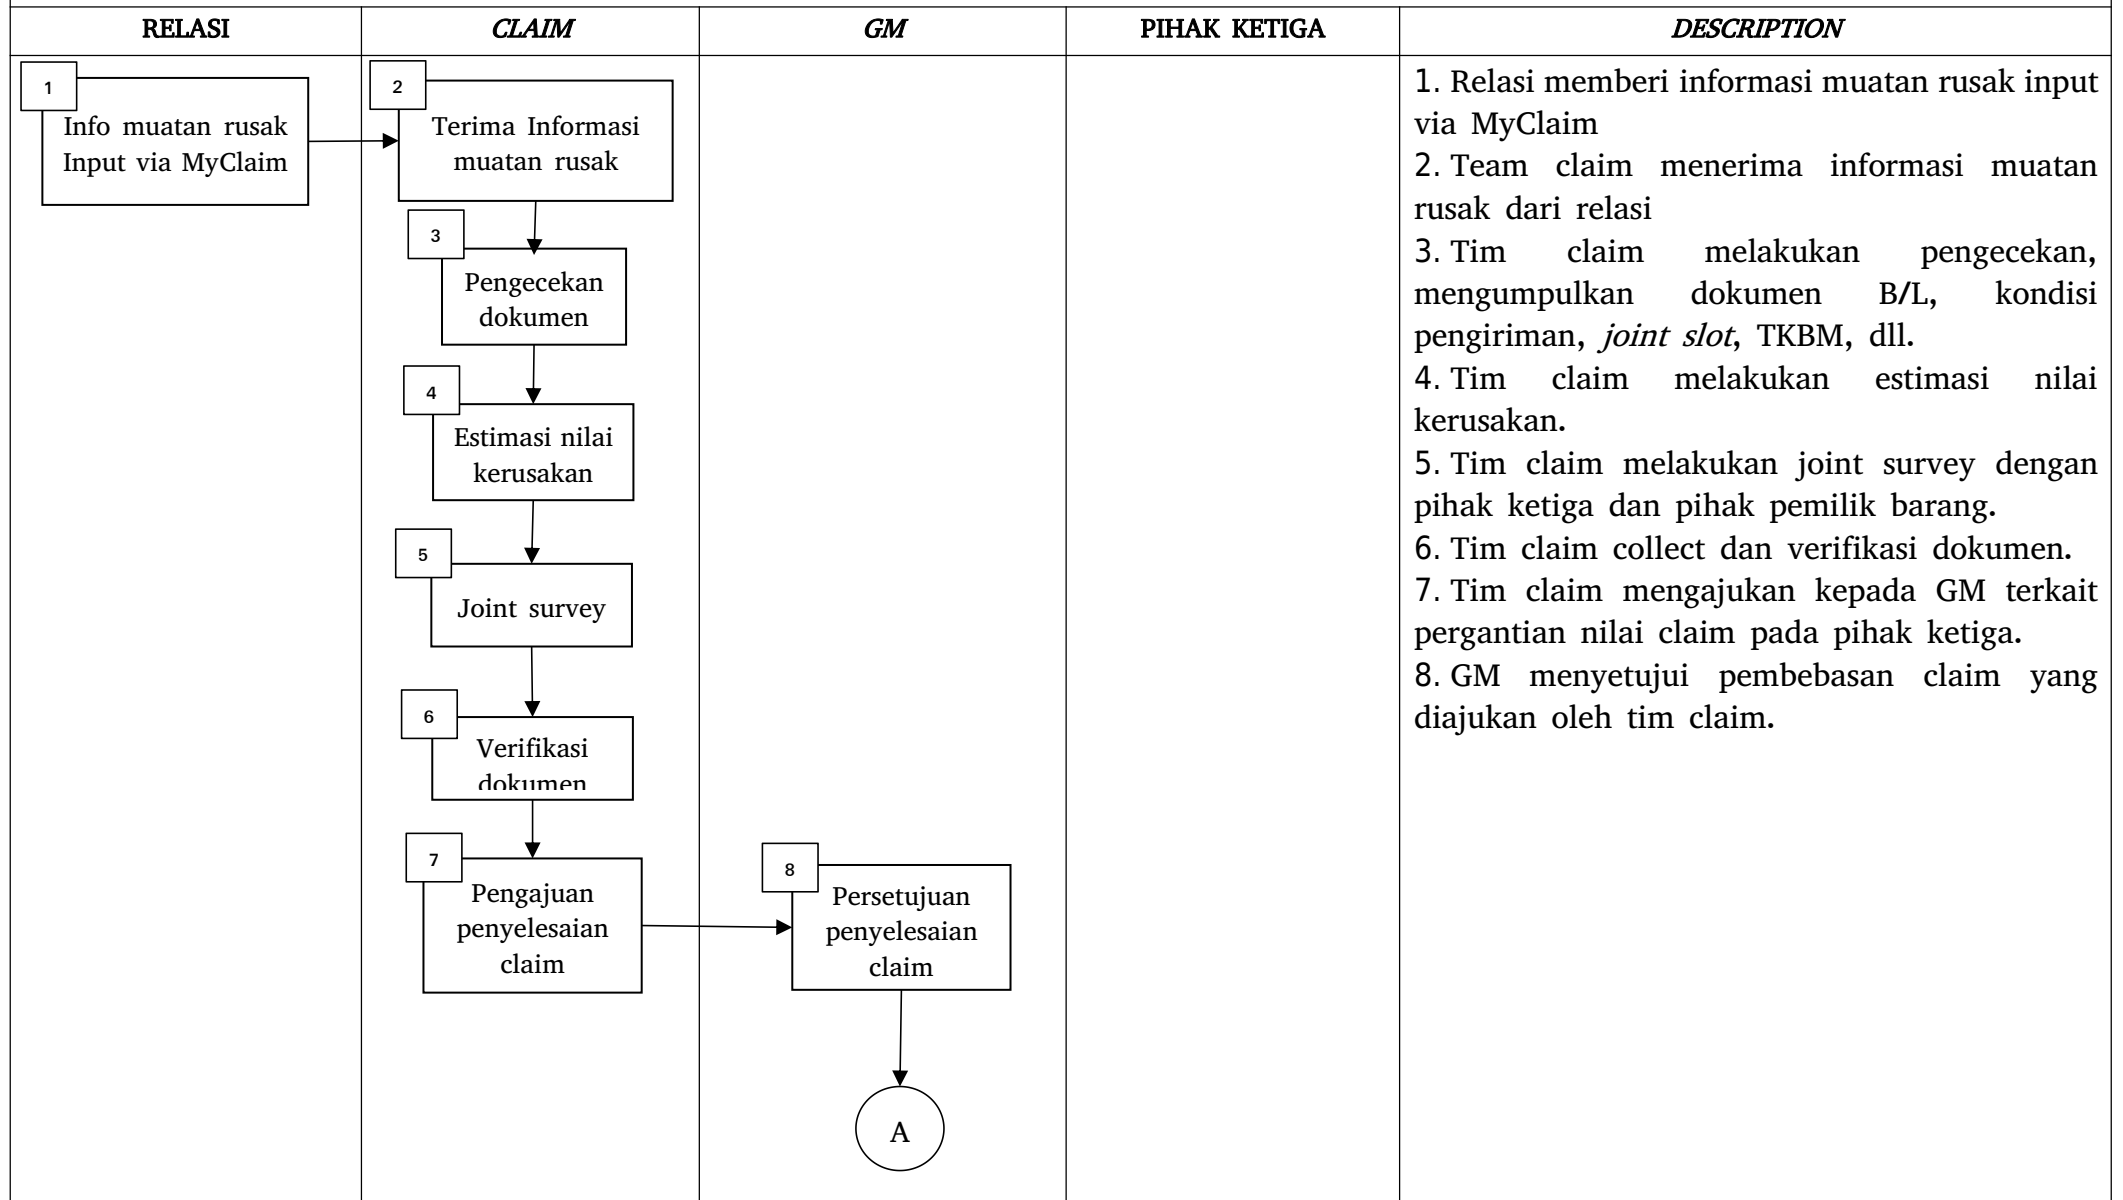 RELASI
CLAIM
GM
PIHAK KETIGA
DESCRIPTION
1
Info muatan rusak
Input via MyClaim
2
Terima Informasi
muatan rusak
3
Pengecekan
dokumen
4
Estimasi nilai
kerusakan
5
Joint survey
6
Verifikasi
dokumen
7
Pengajuan
penyelesaian
claim
8
Persetujuan
penyelesaian
claim
A
1. Relasi memberi informasi muatan rusak input
via MyClaim
2. Team claim menerima informasi muatan
rusak dari relasi
3. Tim claim melakukan pengecekan,
mengumpulkan dokumen B/L, kondisi
pengiriman, joint slot, TKBM, dll.
4. Tim claim melakukan estimasi nilai
kerusakan.
5. Tim claim melakukan joint survey dengan
pihak ketiga dan pihak pemilik barang.
6. Tim claim collect dan verifikasi dokumen.
7. Tim claim mengajukan kepada GM terkait
pergantian nilai claim pada pihak ketiga.
8. GM menyetujui pembebasan claim yang
diajukan oleh tim claim.